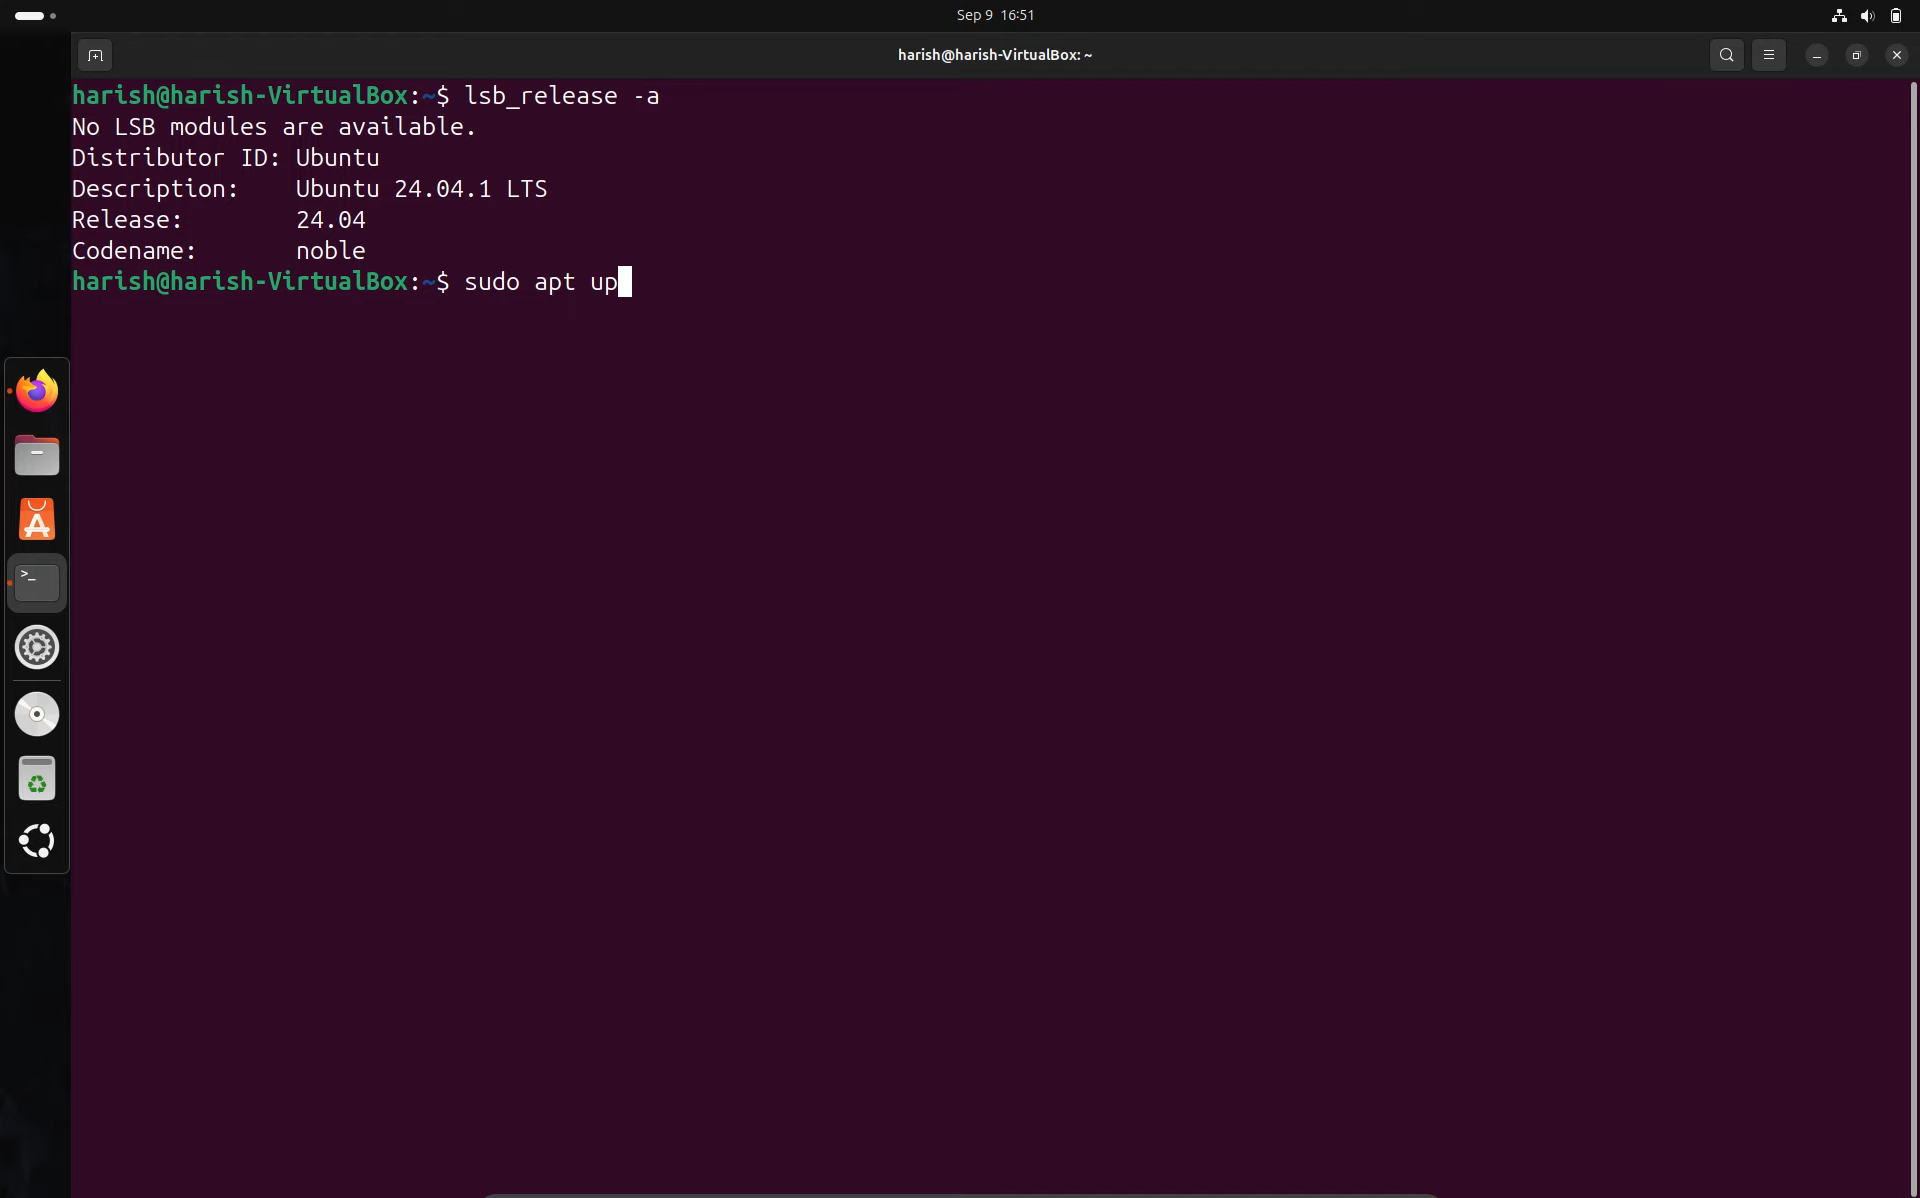 Sep 9 16:51
harish@harish-VirtualBox: ~
harish@harish-VirtualBox:~$ lsb_release -a
No LSB modules are available.
Distributor ID: Ubuntu
Description:    Ubuntu 24.04.1 LTS
Release:        24.04
Codename:       noble
harish@harish-VirtualBox:~$ sudo apt up